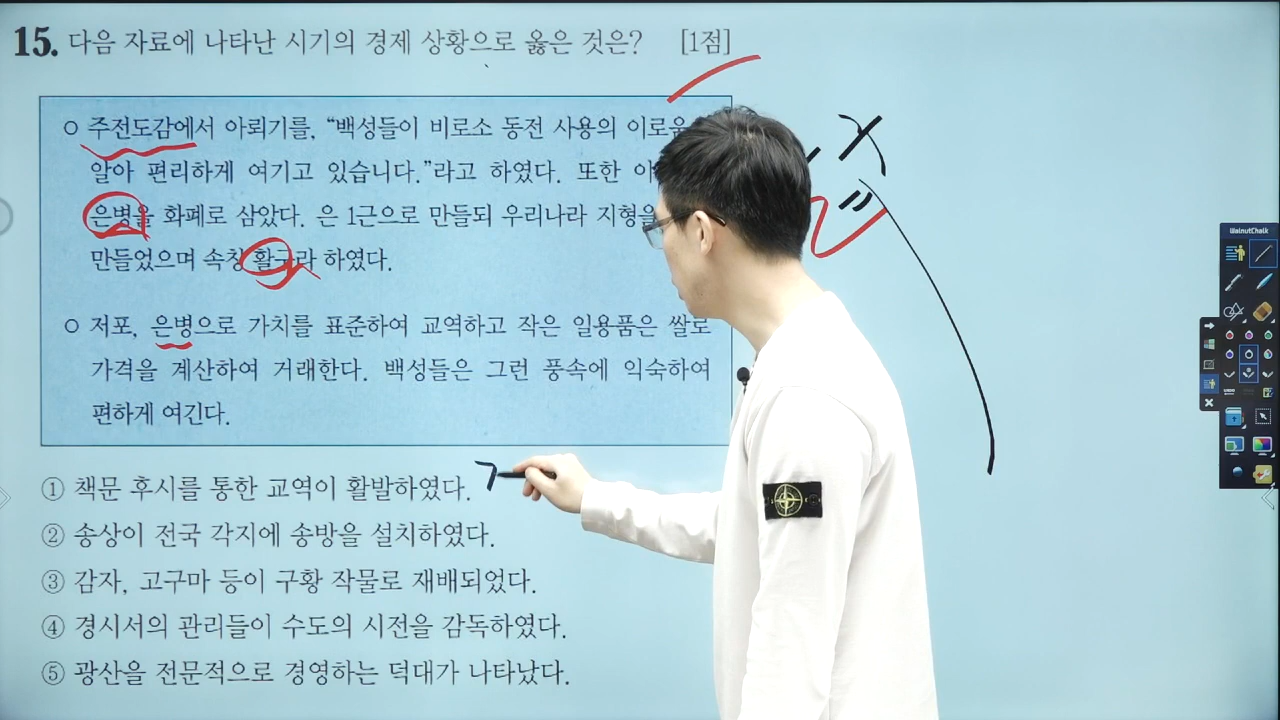 15. 다음 자료에 나타난 시기의 경제 상황으로 옳은 것은? [1점]
○ 주전도감에서 아뢰기를, “백성들이 비로소 동전 사용의 이로움
알아 편리하게 여기고 있습니다.”라고 하였다. 또한 이
은병을 화폐로 삼았다. 은 1근으로 만들되 우리나라 지형을
만들었으며 속칭 활구라 하였다.
○ 저포, 은병으로 가치를 표준하여 교역하고 작은 일용품은 쌀로
가격을 계산하여 거래한다. 백성들은 그런 풍속에 익숙하여
편하게 여긴다.
① 책문 후시를 통한 교역이 활발하였다.
② 송상이 전국 각지에 송방을 설치하였다.
③ 감자, 고구마 등이 구황 작물로 재배되었다.
④ 경시서의 관리들이 수도의 시전을 감독하였다.
⑤ 광산을 전문적으로 경영하는 덕대가 나타났다.
WalnutChalk